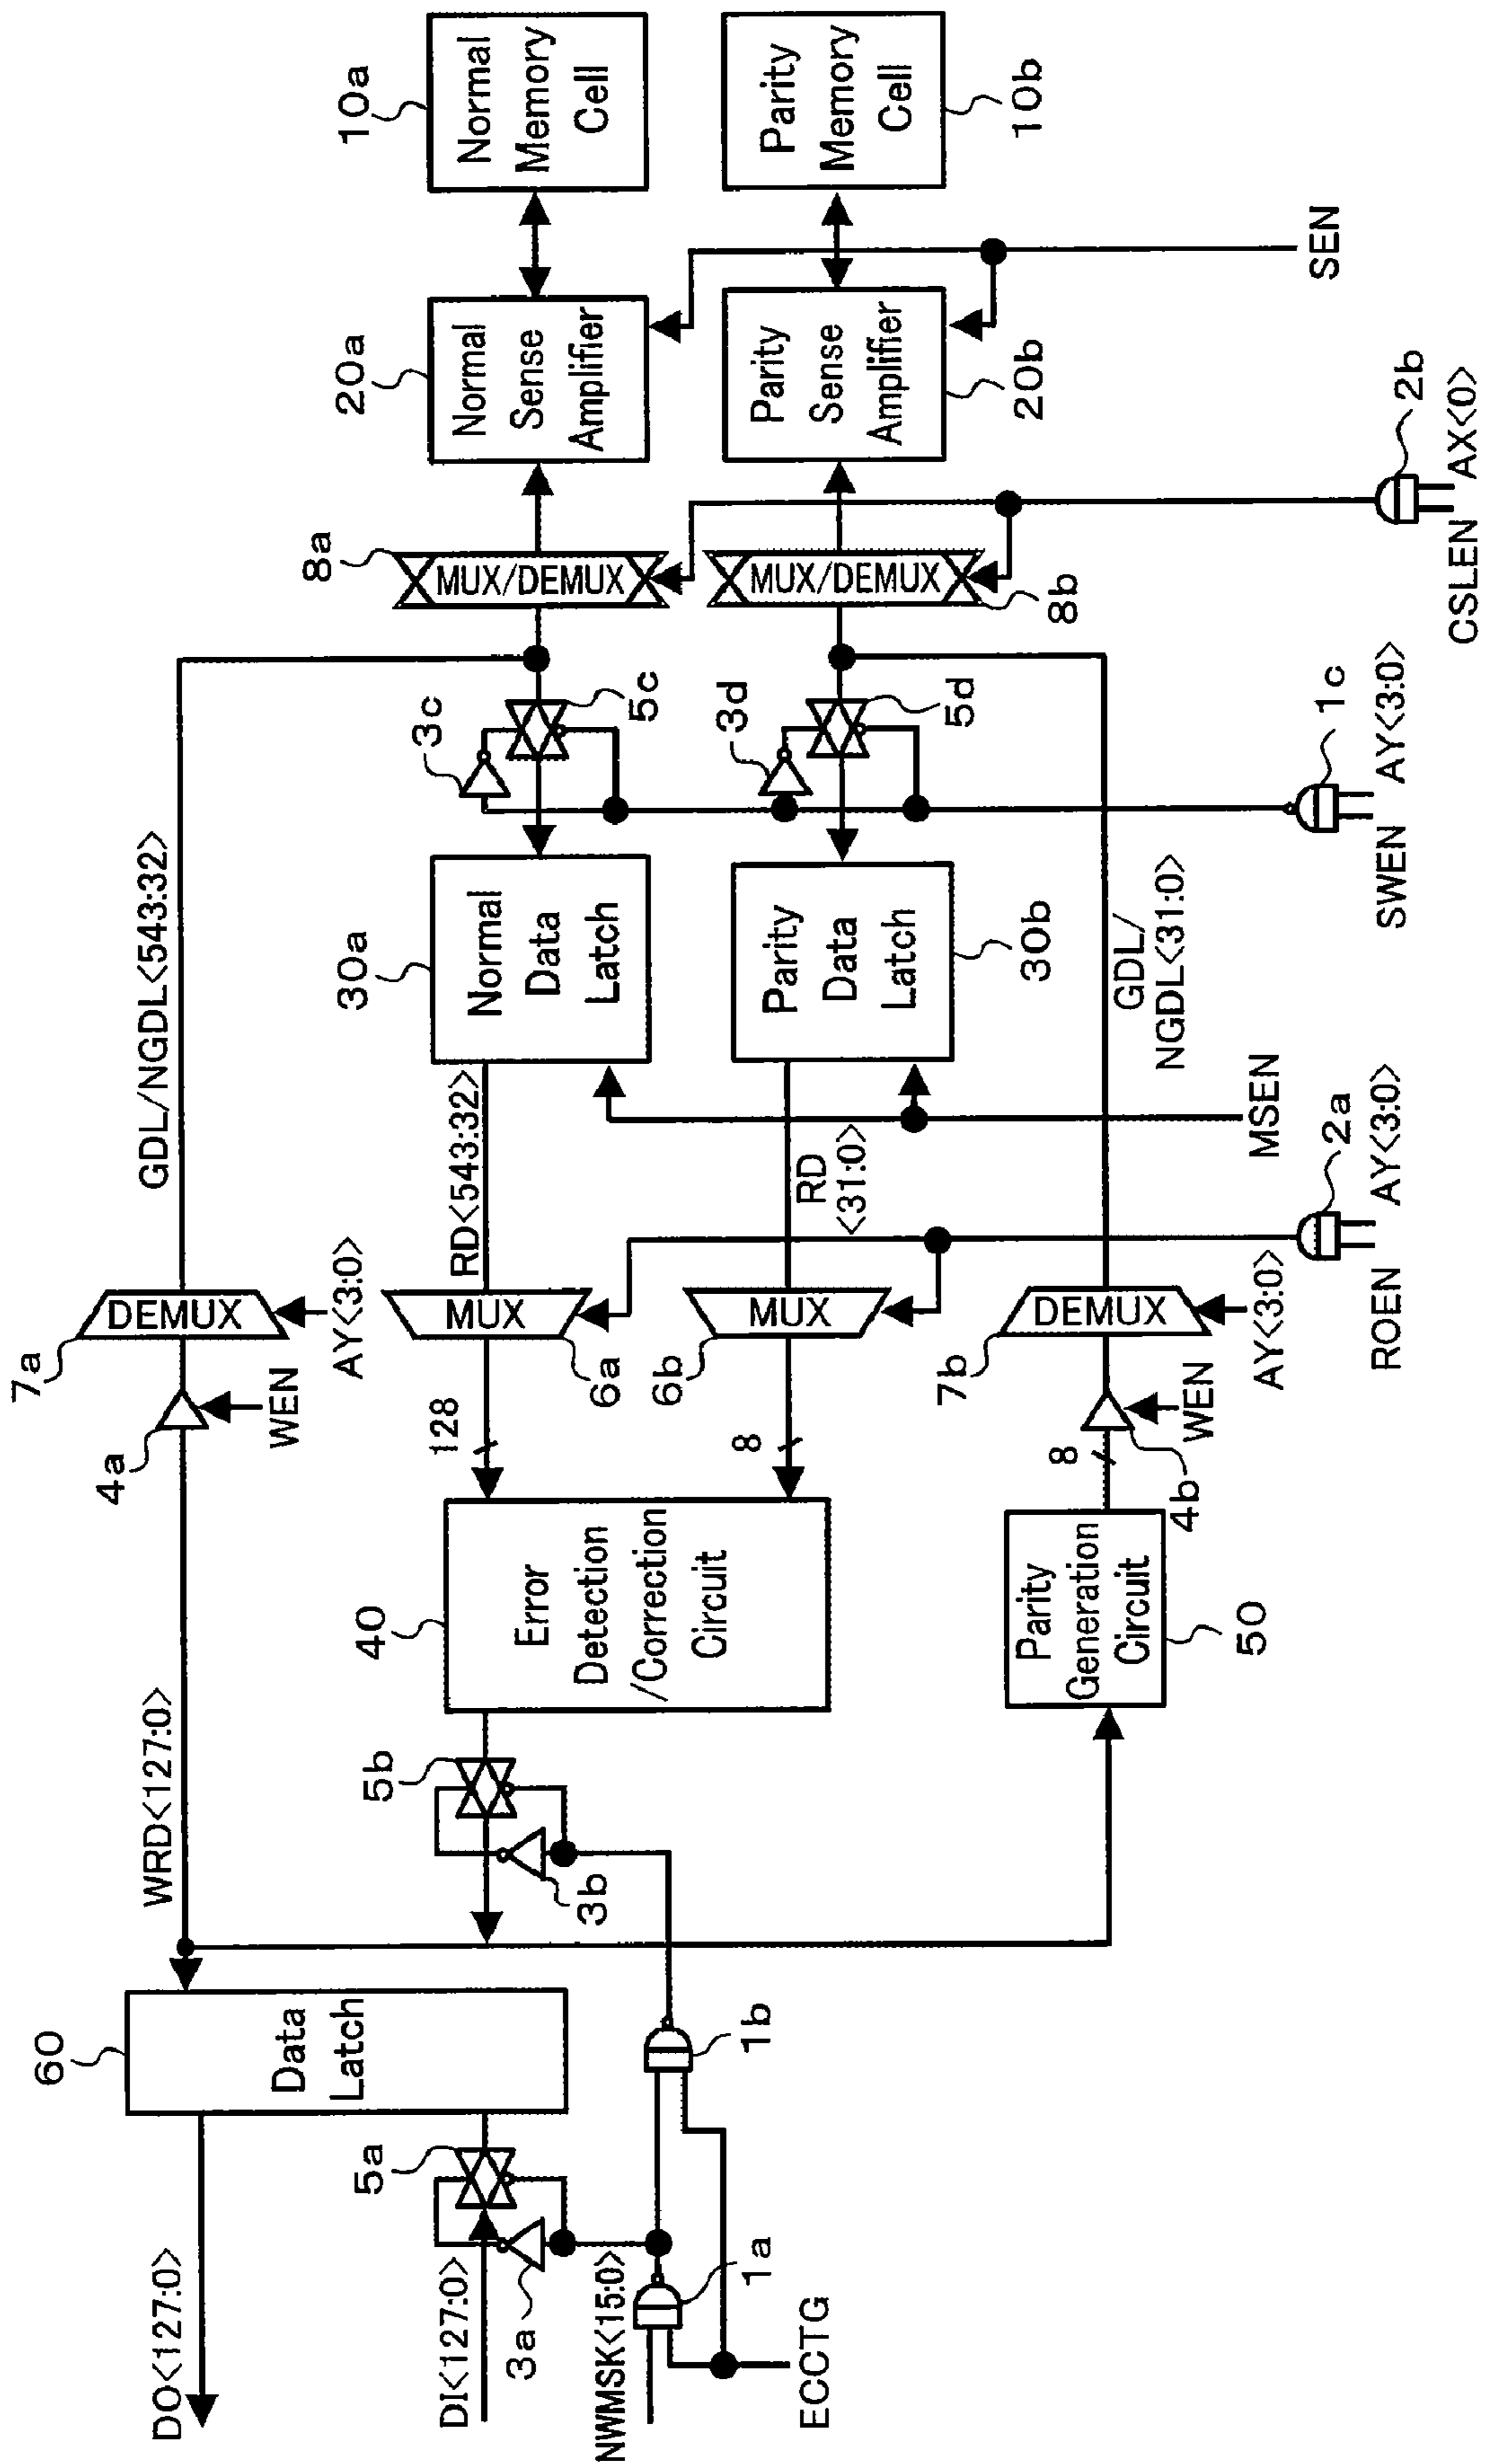 DO<127:0>
60
Data
Latch
WRD<127:0>
4a
WEN
7a
DEMUX
AY<3:0>
GDL/NGDL<543:32>
DI<127:0>
3a
5a
5b
3b
40
Error
Detection
/Correction
Circuit
128
6a
MUX
RD<543:32>
30a
Normal
Data
Latch
3c
5c
8a
MUX/DEMUX
20a
Normal
Sense
Amplifier
10a
Normal
Memory
Cell
NWMSK<15:0>
1a
1b
ECCTG
8
6b
MUX
RD
<31:0>
Parity
Data
Latch
30b
3d
5d
MUX/DEMUX
8b
Parity
Sense
Amplifier
20b
Parity
Memory
Cell
10b
Parity
Generation
Circuit
50
8
4b
WEN
7b
DEMUX
AY<3:0>
GDL/
NGDL<31:0>
2a
ROEN
AY<3:0>
MSEN
1c
SWEN
AY<3:0>
2b
CSLEN
AX<0>
SEN